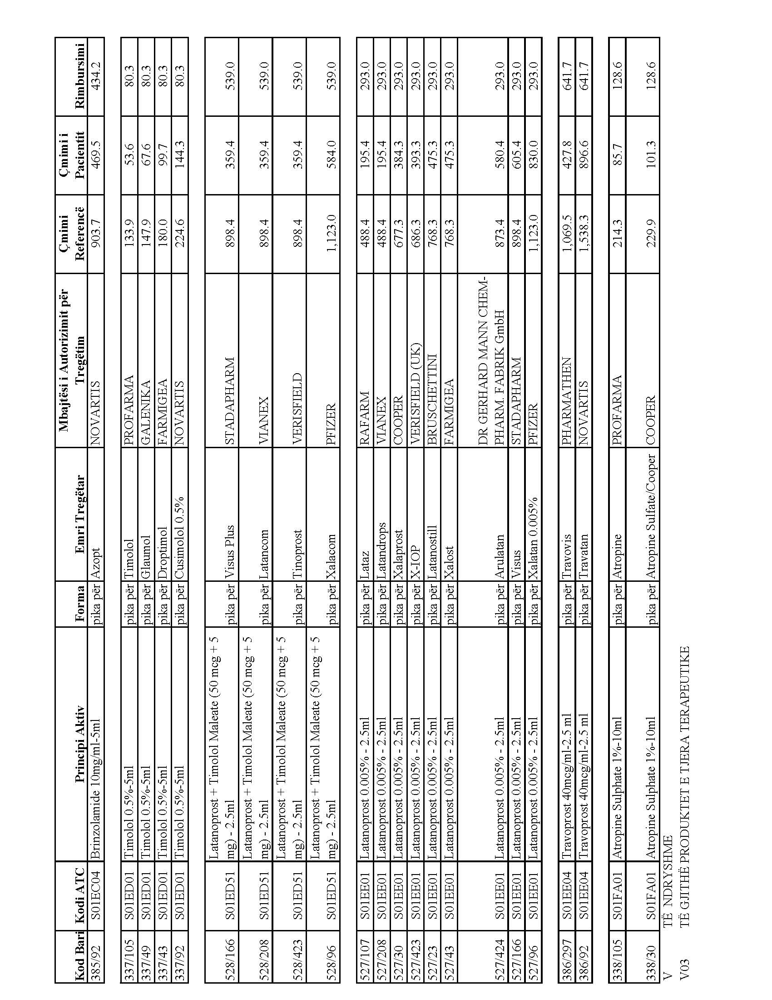 Kod Bari Kodi ATC Principi Aktiv Forma Emri Tregëtar Mbajtësi i Autorizimit për Tregëtim Çmimi Referencë Çmimi i Pacientit Rimbursimi
385/92 S01EC04 Brinzolamide 10mg/ml-5ml pika për Azopt NOVARTIS 903.7 469.5 434.2
337/105 S01ED01 Timolol 0.5%-5ml pika për Timolol PROFARMA 133.9 53.6 80.3
337/49 S01ED01 Timolol 0.5%-5ml pika për Glaumol GALENIKA 147.9 67.6 80.3
337/43 S01ED01 Timolol 0.5%-5ml pika për Droptimol FARMIGEA 180.0 99.7 80.3
337/92 S01ED01 Timolol 0.5%-5ml pika për Cusimolol 0.5% NOVARTIS 224.6 144.3 80.3
Latanoprost + Timolol Maleate (50 mcg + 5
528/166 S01ED51 mg) - 2.5ml pika për Visus Plus STADAPHARM 898.4 359.4 539.0
Latanoprost + Timolol Maleate (50 mcg + 5
528/208 S01ED51 mg) - 2.5ml pika për Latancom VIANEX 898.4 359.4 539.0
Latanoprost + Timolol Maleate (50 mcg + 5
528/423 S01ED51 mg) - 2.5ml pika për Tinoprost VERISFIELD 898.4 359.4 539.0
Latanoprost + Timolol Maleate (50 mcg + 5
528/96 S01ED51 mg) - 2.5ml pika për Xalacom PFIZER 1,123.0 584.0 539.0
527/107 S01EE01 Latanoprost 0.005% - 2.5ml pika për Lataz RAFARM 488.4 195.4 293.0
527/208 S01EE01 Latanoprost 0.005% - 2.5ml pika për Latandrops VIANEX 488.4 195.4 293.0
527/30 S01EE01 Latanoprost 0.005% - 2.5ml pika për Xalaprost COOPER 677.3 384.3 293.0
527/423 S01EE01 Latanoprost 0.005% - 2.5ml pika për X-IOP VERISFIELD (UK) 686.3 393.3 293.0
527/23 S01EE01 Latanoprost 0.005% - 2.5ml pika për Latanostill BRUSCHETTINI 768.3 475.3 293.0
527/43 S01EE01 Latanoprost 0.005% - 2.5ml pika për Xalost FARMIGEA 768.3 475.3 293.0
DR GERHARD MANN CHEM-
527/424 S01EE01 Latanoprost 0.005% - 2.5ml pika për Arulatan PHARM. FABRIK GmbH 873.4 580.4 293.0
527/166 S01EE01 Latanoprost 0.005% - 2.5ml pika për Visus STADAPHARM 898.4 605.4 293.0
527/96 S01EE01 Latanoprost 0.005% - 2.5ml pika për Xalatan 0.005% PFIZER 1,123.0 830.0 293.0
386/297 S01EE04 Travoprost 40mcg/ml-2.5 ml pika për Travovis PHARMATHEN 1,069.5 427.8 641.7
386/92 S01EE04 Travoprost 40mcg/ml-2.5 ml pika për Travatan NOVARTIS 1,538.3 896.6 641.7
338/105 S01FA01 Atropine Sulphate 1%-10ml pika për Atropine PROFARMA 214.3 85.7 128.6
338/30 S01FA01 Atropine Sulphate 1%-10ml pika për Atropine Sulfate/Cooper COOPER 229.9 101.3 128.6
V TË NDRYSHME
V03 TË GJITHË PRODUKTET E TJERA TERAPEUTIKE